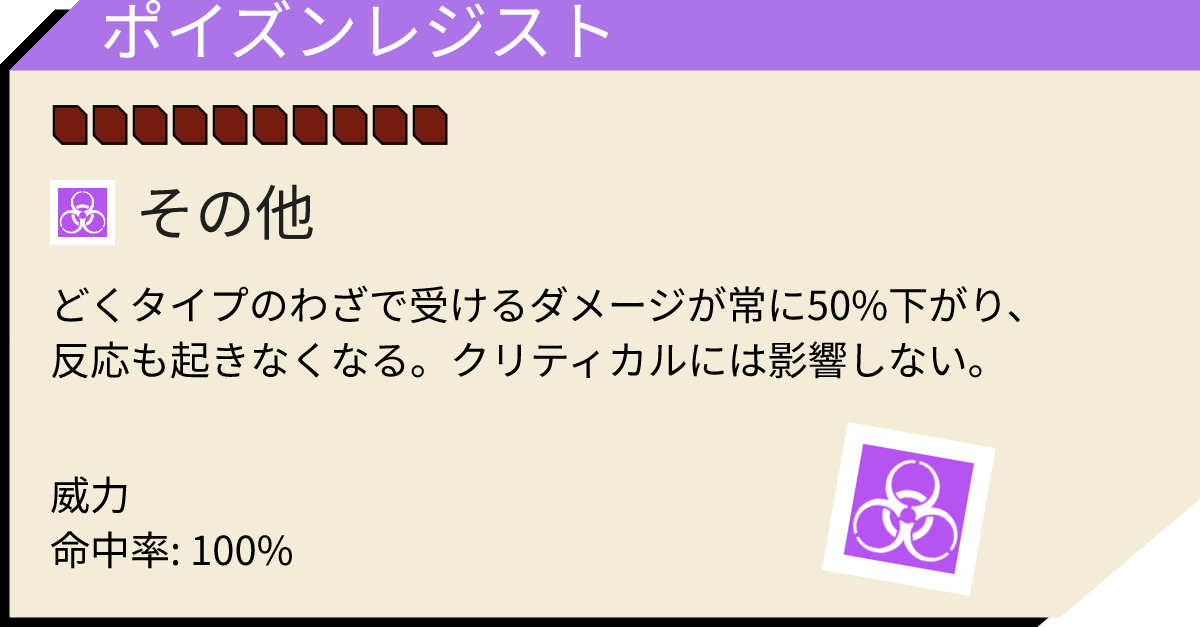 ポイズンレジスト
その他
どくタイプのわざで受けるダメージが常に50%下がり、
反応も起きなくなる。クリティカルには影響しない。
威力
命中率: 100%